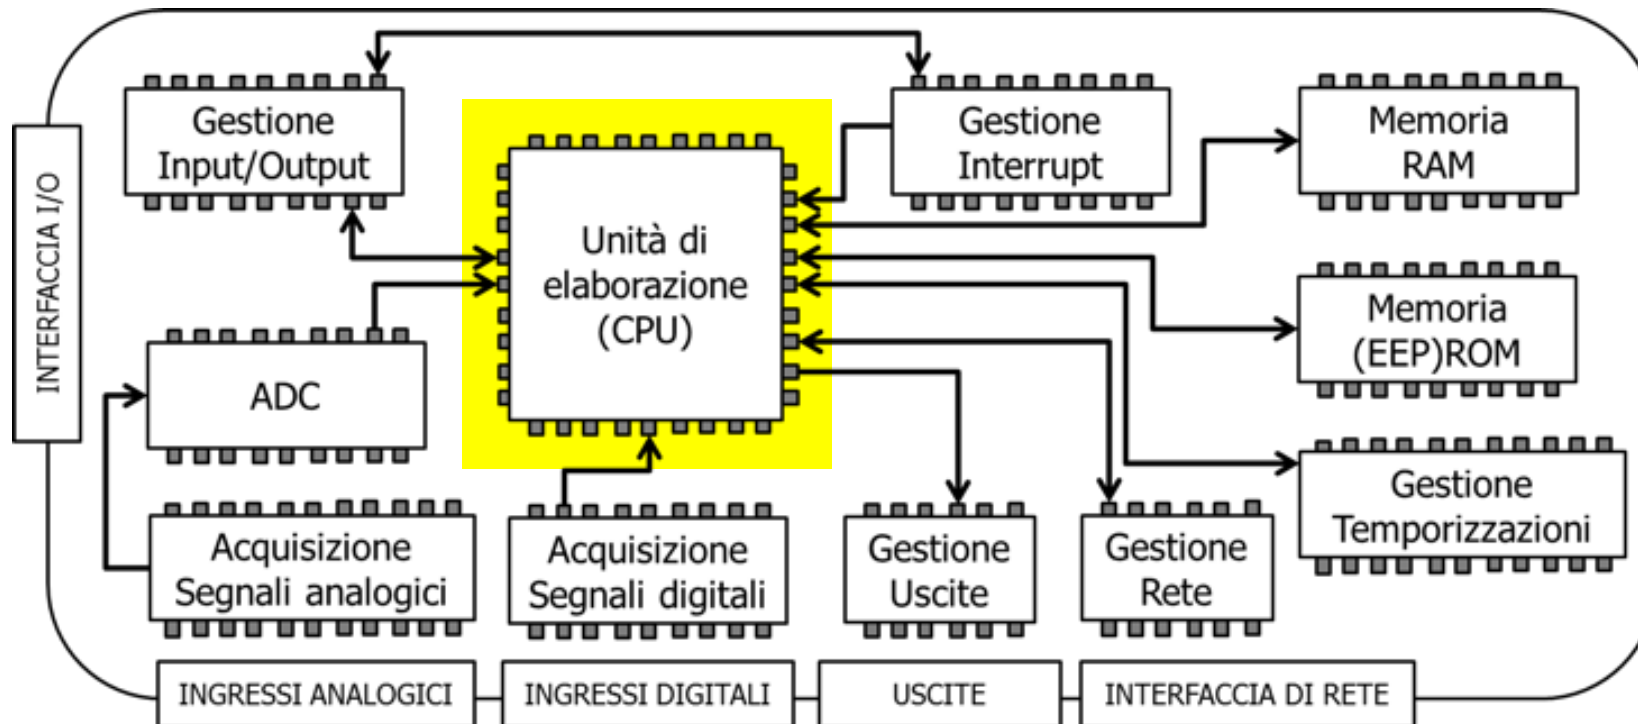 INTERFACCIA I/O
Gestione
Input/Output
Gestione
Interrupt
Memoria
RAM
Unità di
elaborazione
(CPU)
Memoria
(EEP)ROM
ADC
Gestione
Temporizzazioni
Acquisizione
Segnali analogici
Acquisizione
Segnali digitali
Gestione
Uscite
Gestione
Rete
INGRESSI ANALOGICI
INGRESSI DIGITALI
USCITE
INTERFACCIA DI RETE